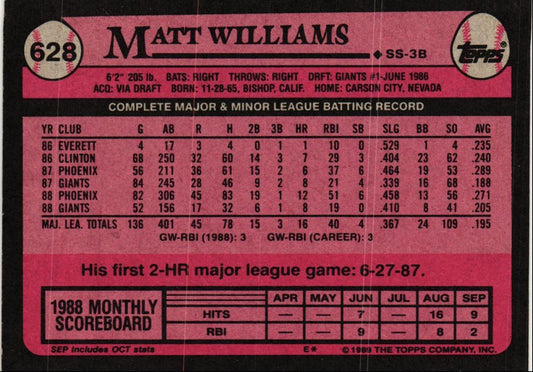 628
MATT WILLIAMS
◆ SS-3B
Topps
6'2" 205 lb. BATS: RIGHT THROWS: RIGHT DRFT: GIANTS #1-JUNE 1986
ACQ: VIA DRAFT BORN: 11-28-65, BISHOP, CALIF. HOME: CARSON CITY, NEVADA
COMPLETE MAJOR & MINOR LEAGUE BATTING RECORD
YR CLUB G AB R H 2B 3B HR RBI SB SLG BB SO AVG
86 EVERETT 4 17 3 4 0 1 1 10 0 .529 1 4 .235
86 CLINTON 68 250 32 60 14 3 7 29 3 .404 23 62 .240
87 PHOENIX 56 211 36 61 15 2 6 37 6 .464 19 53 .289
87 GIANTS 84 245 28 46 9 2 8 21 4 .339 16 68 .188
88 PHOENIX 82 306 45 83 19 1 12 51 6 .458 13 56 .271
88 GIANTS 52 156 17 32 6 1 8 19 0 .410 8 41 .205
MAJ. LEA. TOTALS 136 401 45 78 15 3 16 40 4 .367 24 109 .195
GW-RBI (1988): 3 GW-RBI (CAREER): 3
His first 2-HR major league game: 6-27-87.
1988 MONTHLY SCOREBOARD
APR MAY JUN JUL AUG SEP
HITS — — 7 — 16 9
RBI — — 9 — 8 2
SEP includes OCT stats E* © 1989 THE TOPPS COMPANY, INC.